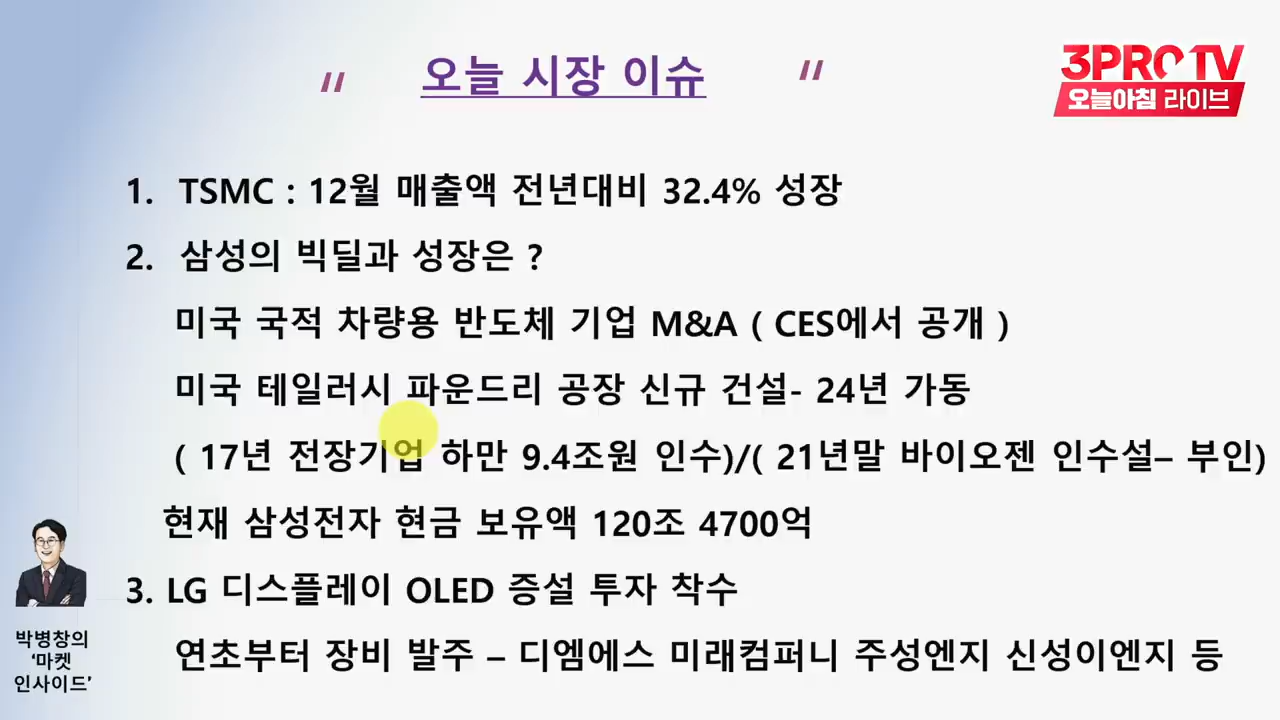 " 오늘 시장 이슈 "
3PROTV
오늘아침 라이브
1. TSMC : 12월 매출액 전년대비 32.4% 성장
2. 삼성의 빅딜과 성장은 ?
미국 국적 차량용 반도체 기업 M&A ( CES에서 공개 )
미국 테일러시 파운드리 공장 신규 건설- 24년 가동
( 17년 전장기업 하만 9.4조원 인수)/( 21년말 바이오젠 인수설– 부인)
현재 삼성전자 현금 보유액 120조 4700억
3. LG 디스플레이 OLED 증설 투자 착수
연초부터 장비 발주 – 디엠에스 미래컴퍼니 주성엔지 신성이엔지 등
박병창의
‘마켓
인사이드’